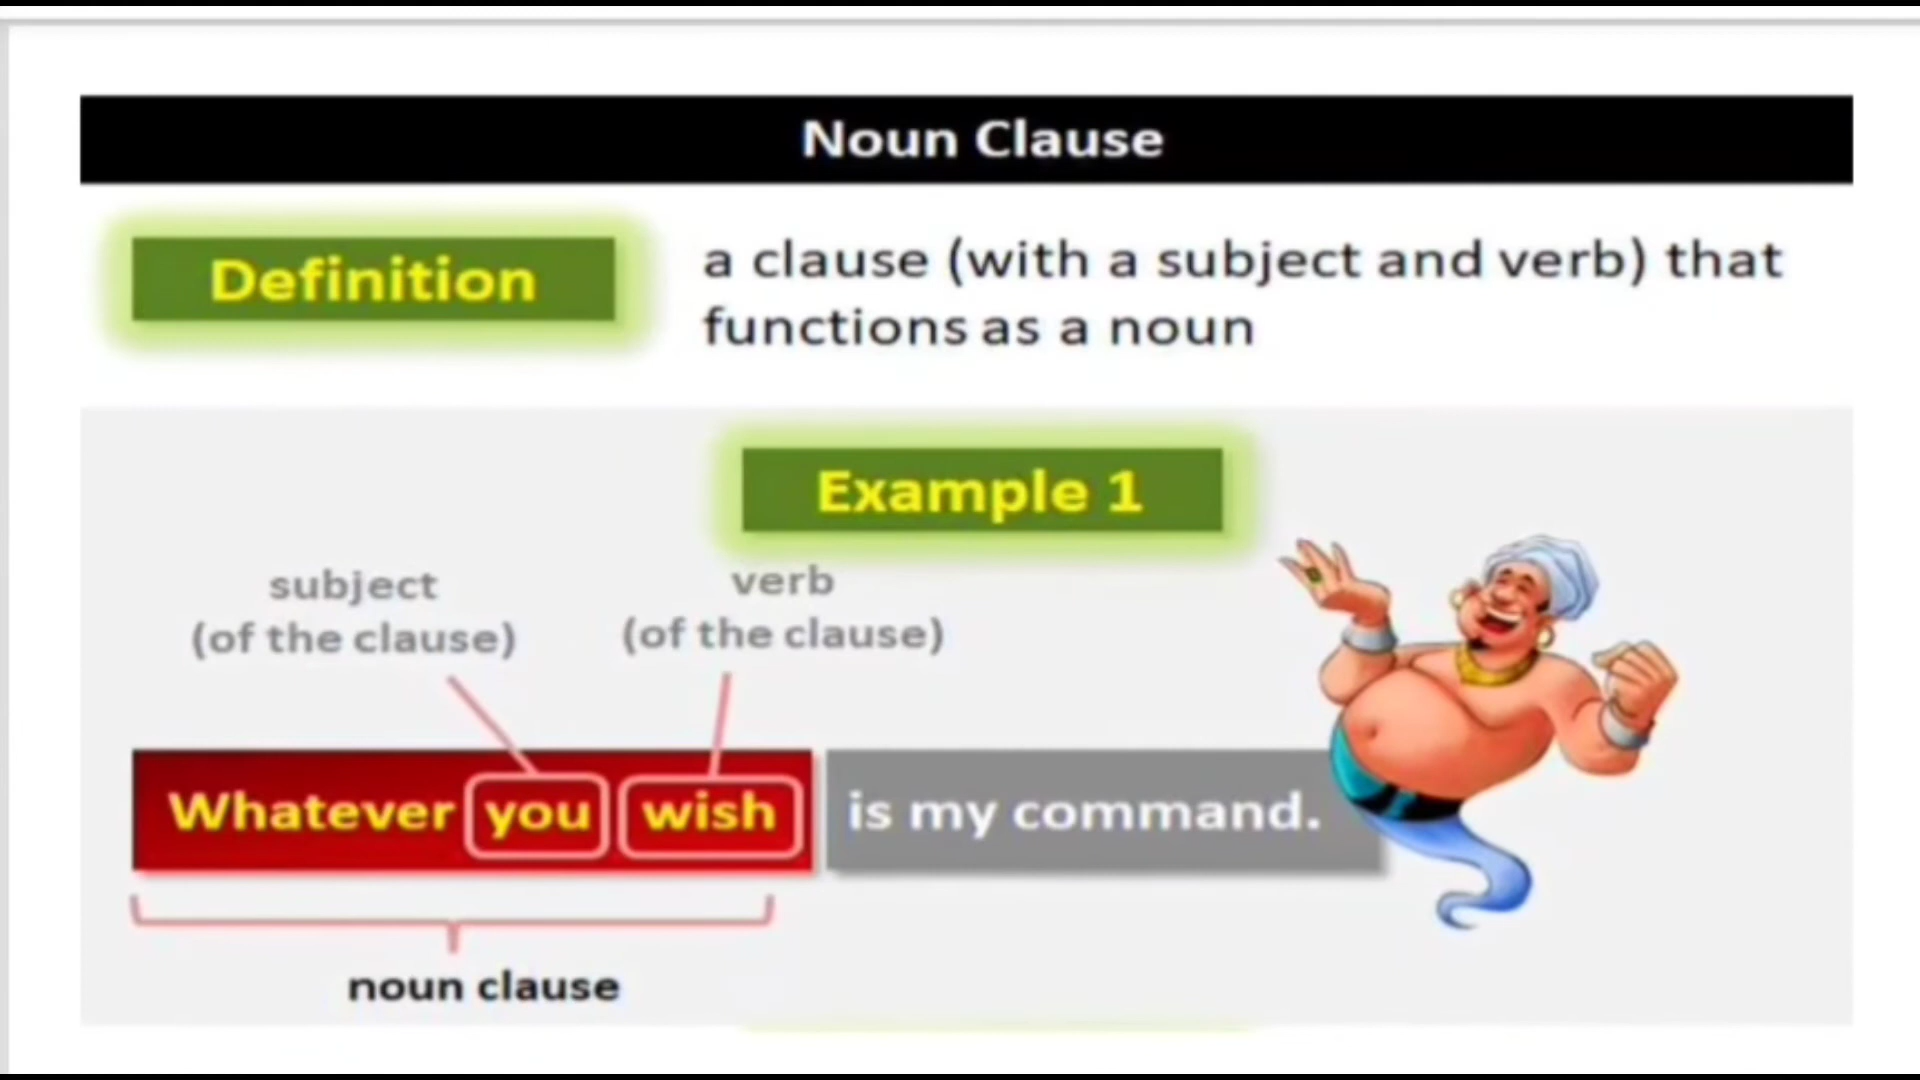 Noun Clause
Definition
a clause (with a subject and verb) that
functions as a noun
Example 1
subject
(of the clause)
verb
(of the clause)
Whatever you wish is my command.
noun clause